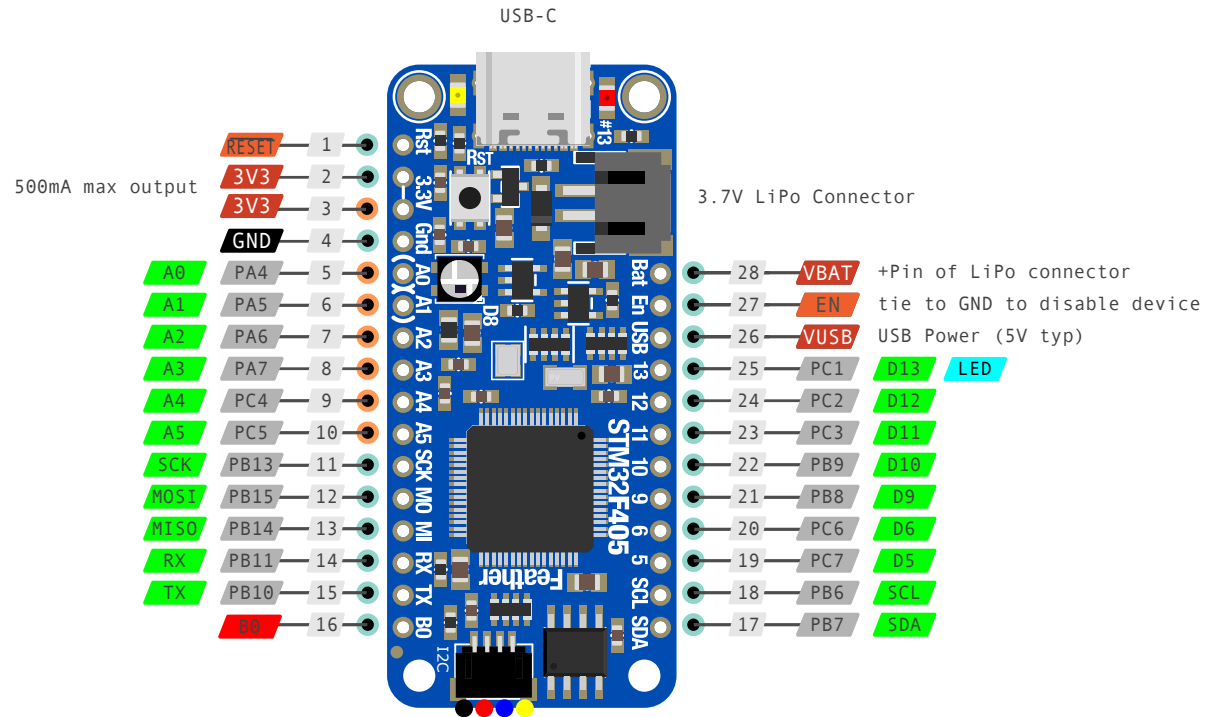 USB-C
#13
RESET 1 Rst
RST
500mA max output
3V3 2 3.3V
3V3 3
3.7V LiPo Connector
GND 4 Gnd
A0 PA4 5 A0
Bat 28 VBAT +Pin of LiPo connector
A1 PA5 6 A1
D8
En 27 EN tie to GND to disable device
A2 PA6 7 A2
USB 26 VUSB USB Power (5V typ)
A3 PA7 8 A3
13 25 PC1 D13 LED
A4 PC4 9 A4
12 24 PC2 D12
A5 PC5 10 A5
11 23 PC3 D11
SCK PB13 11 SCK
10 22 PB9 D10
MOSI PB15 12 MO
9 21 PB8 D9
MISO PB14 13 MI
6 20 PC6 D6
STM32F405
RX PB11 14 RX
5 19 PC7 D5
Feather
TX PB10 15 TX
SCL 18 PB6 SCL
B0 16 B0
SDA 17 PB7 SDA
I2C